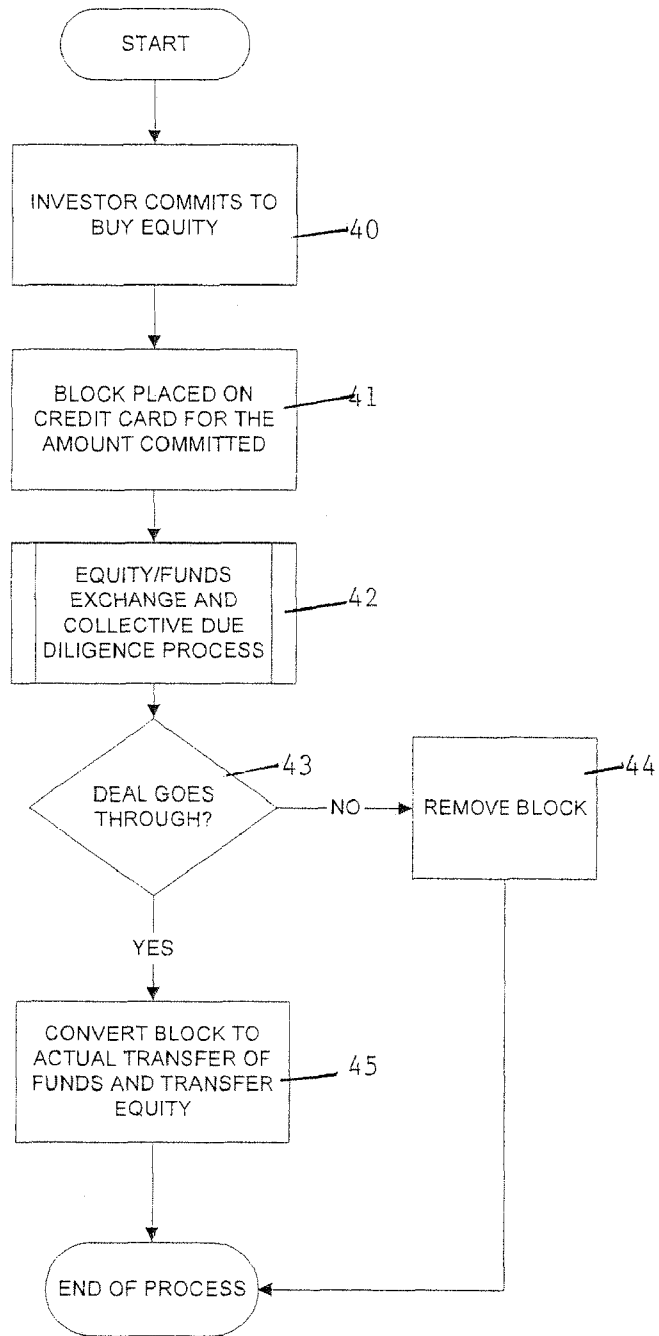 START
INVESTOR COMMITS TO
BUY EQUITY
40
BLOCK PLACED ON
CREDIT CARD FOR THE
AMOUNT COMMITTED
41
EQUITY/FUNDS
EXCHANGE AND
COLLECTIVE DUE
DILIGENCE PROCESS
42
DEAL GOES
THROUGH?
43
NO
REMOVE BLOCK
44
YES
CONVERT BLOCK TO
ACTUAL TRANSFER OF
FUNDS AND TRANSFER
EQUITY
45
END OF PROCESS